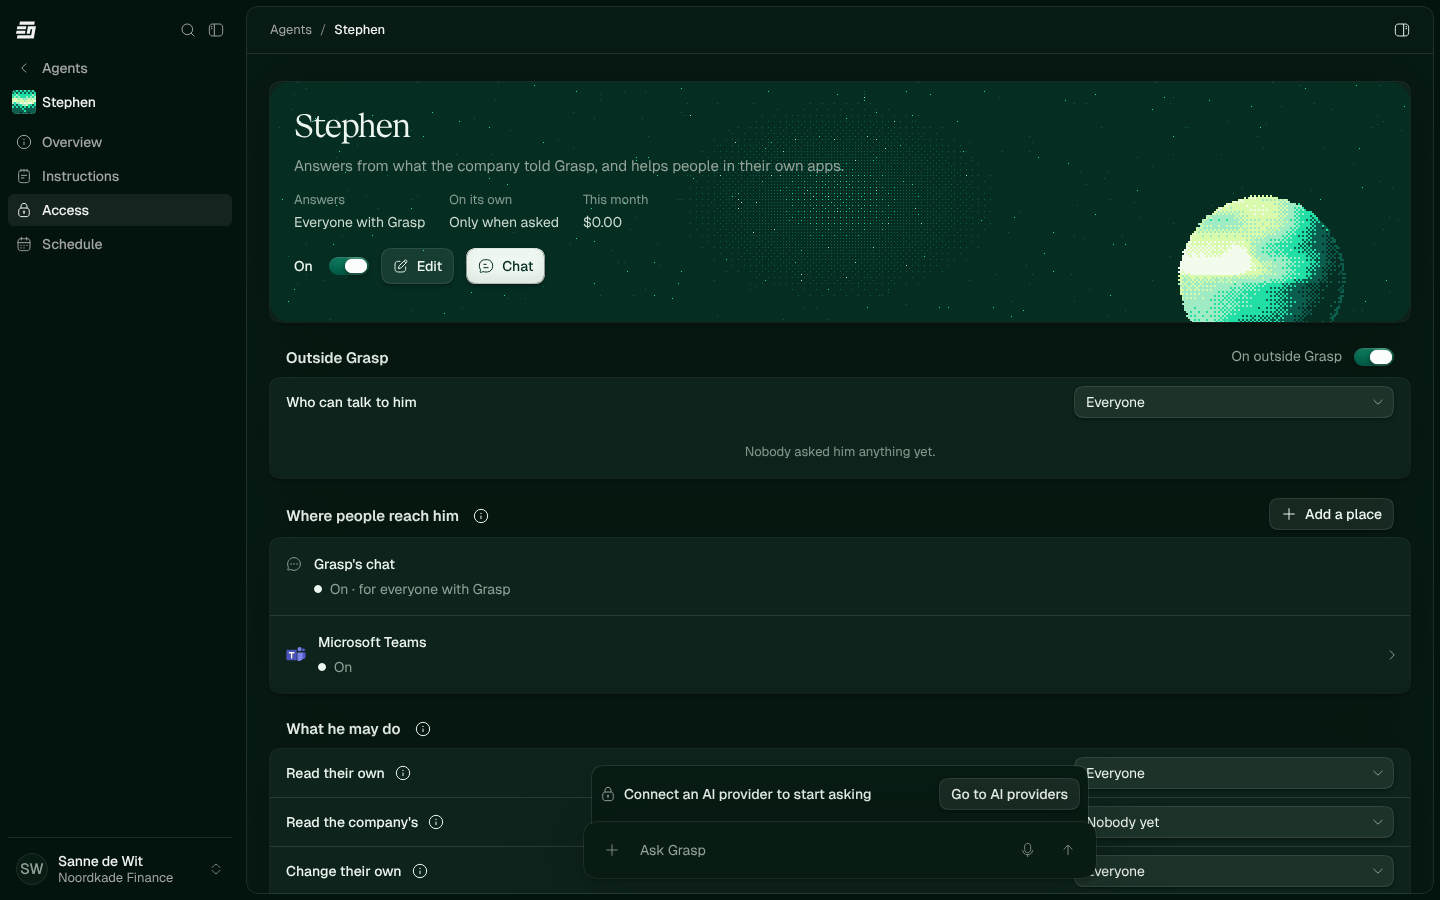 Agents
Stephen
Overview
Instructions
Access
Schedule
Sanne de Wit
SW
Noordkade Finance
Agents / Stephen
Stephen
Answers from what the company told Grasp, and helps people in their own apps.
Answers
Everyone with Grasp
On its own
Only when asked
This month
$0.00
On
Edit
Chat
Outside Grasp
On outside Grasp
Who can talk to him
Everyone
Nobody asked him anything yet.
Where people reach him
Add a place
Grasp's chat
On · for everyone with Grasp
Microsoft Teams
On
What he may do
Read their own
Everyone
Read the company's
Nobody yet
Change their own
Everyone
Connect an AI provider to start asking
Go to AI providers
Ask Grasp